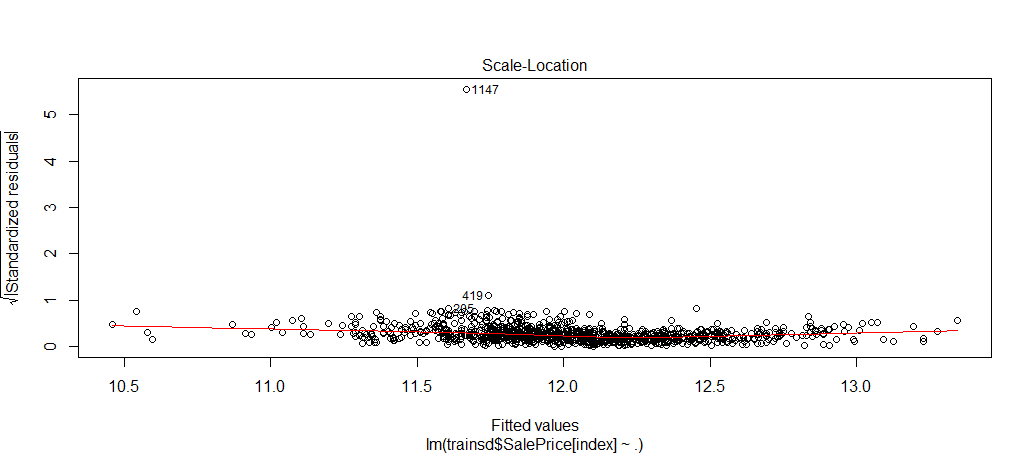 Scale-Location
1147
419
205
√|Standardized residuals|
5
4
3
2
1
0
10.5 11.0 11.5 12.0 12.5 13.0
Fitted values
lm(trainsd$SalePrice[index] ~ .)